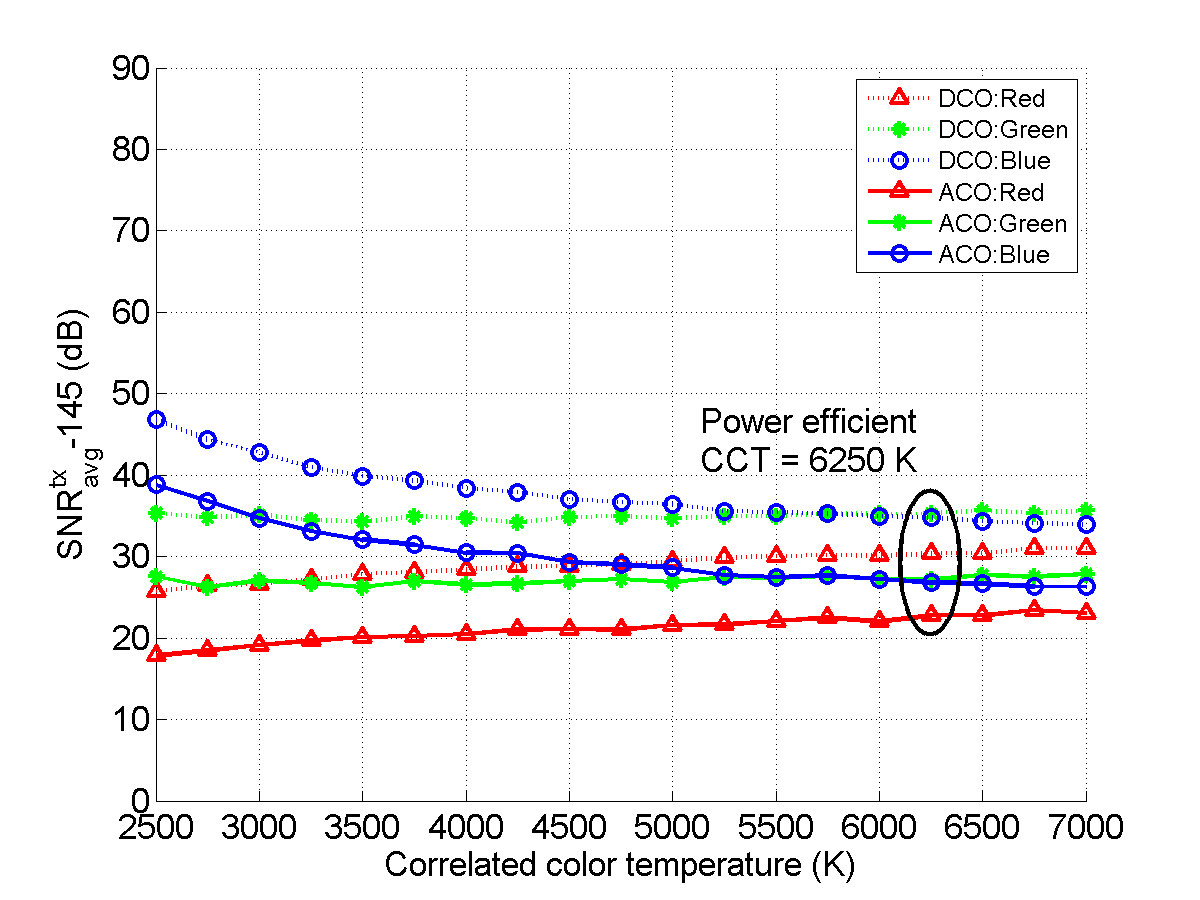 90
80
70
60
50
40
30
20
10
0
SNR^tx_avg-145 (dB)
DCO:Red
DCO:Green
DCO:Blue
ACO:Red
ACO:Green
ACO:Blue
Power efficient
CCT = 6250 K
2500 3000 3500 4000 4500 5000 5500 6000 6500 7000
Correlated color temperature (K)